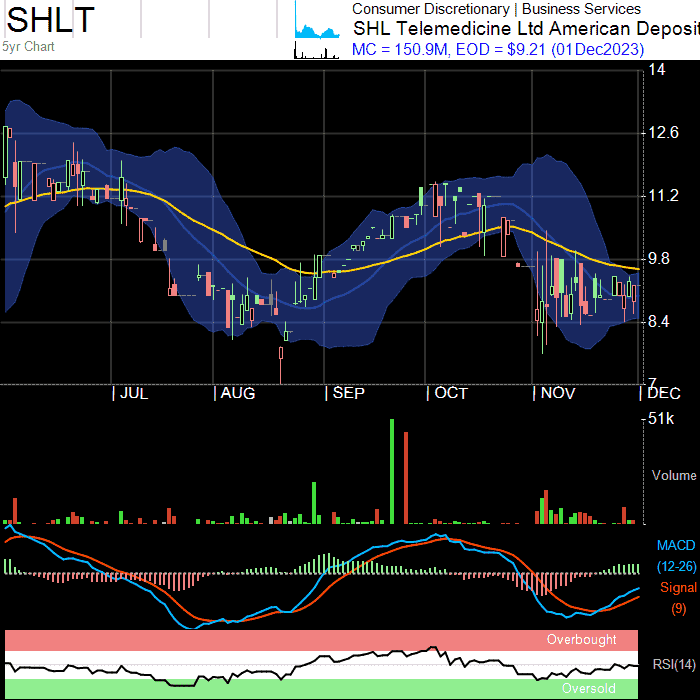 SHLT
5yr Chart
Consumer Discretionary | Business Services
SHL Telemedicine Ltd American Deposit
MC = 150.9M, EOD = $9.21 (01Dec2023)
14
12.6
11.2
9.8
8.4
7
JUL AUG SEP OCT NOV DEC
51k
Volume
MACD
(12-26)
Signal
(9)
Overbought
RSI(14)
Oversold